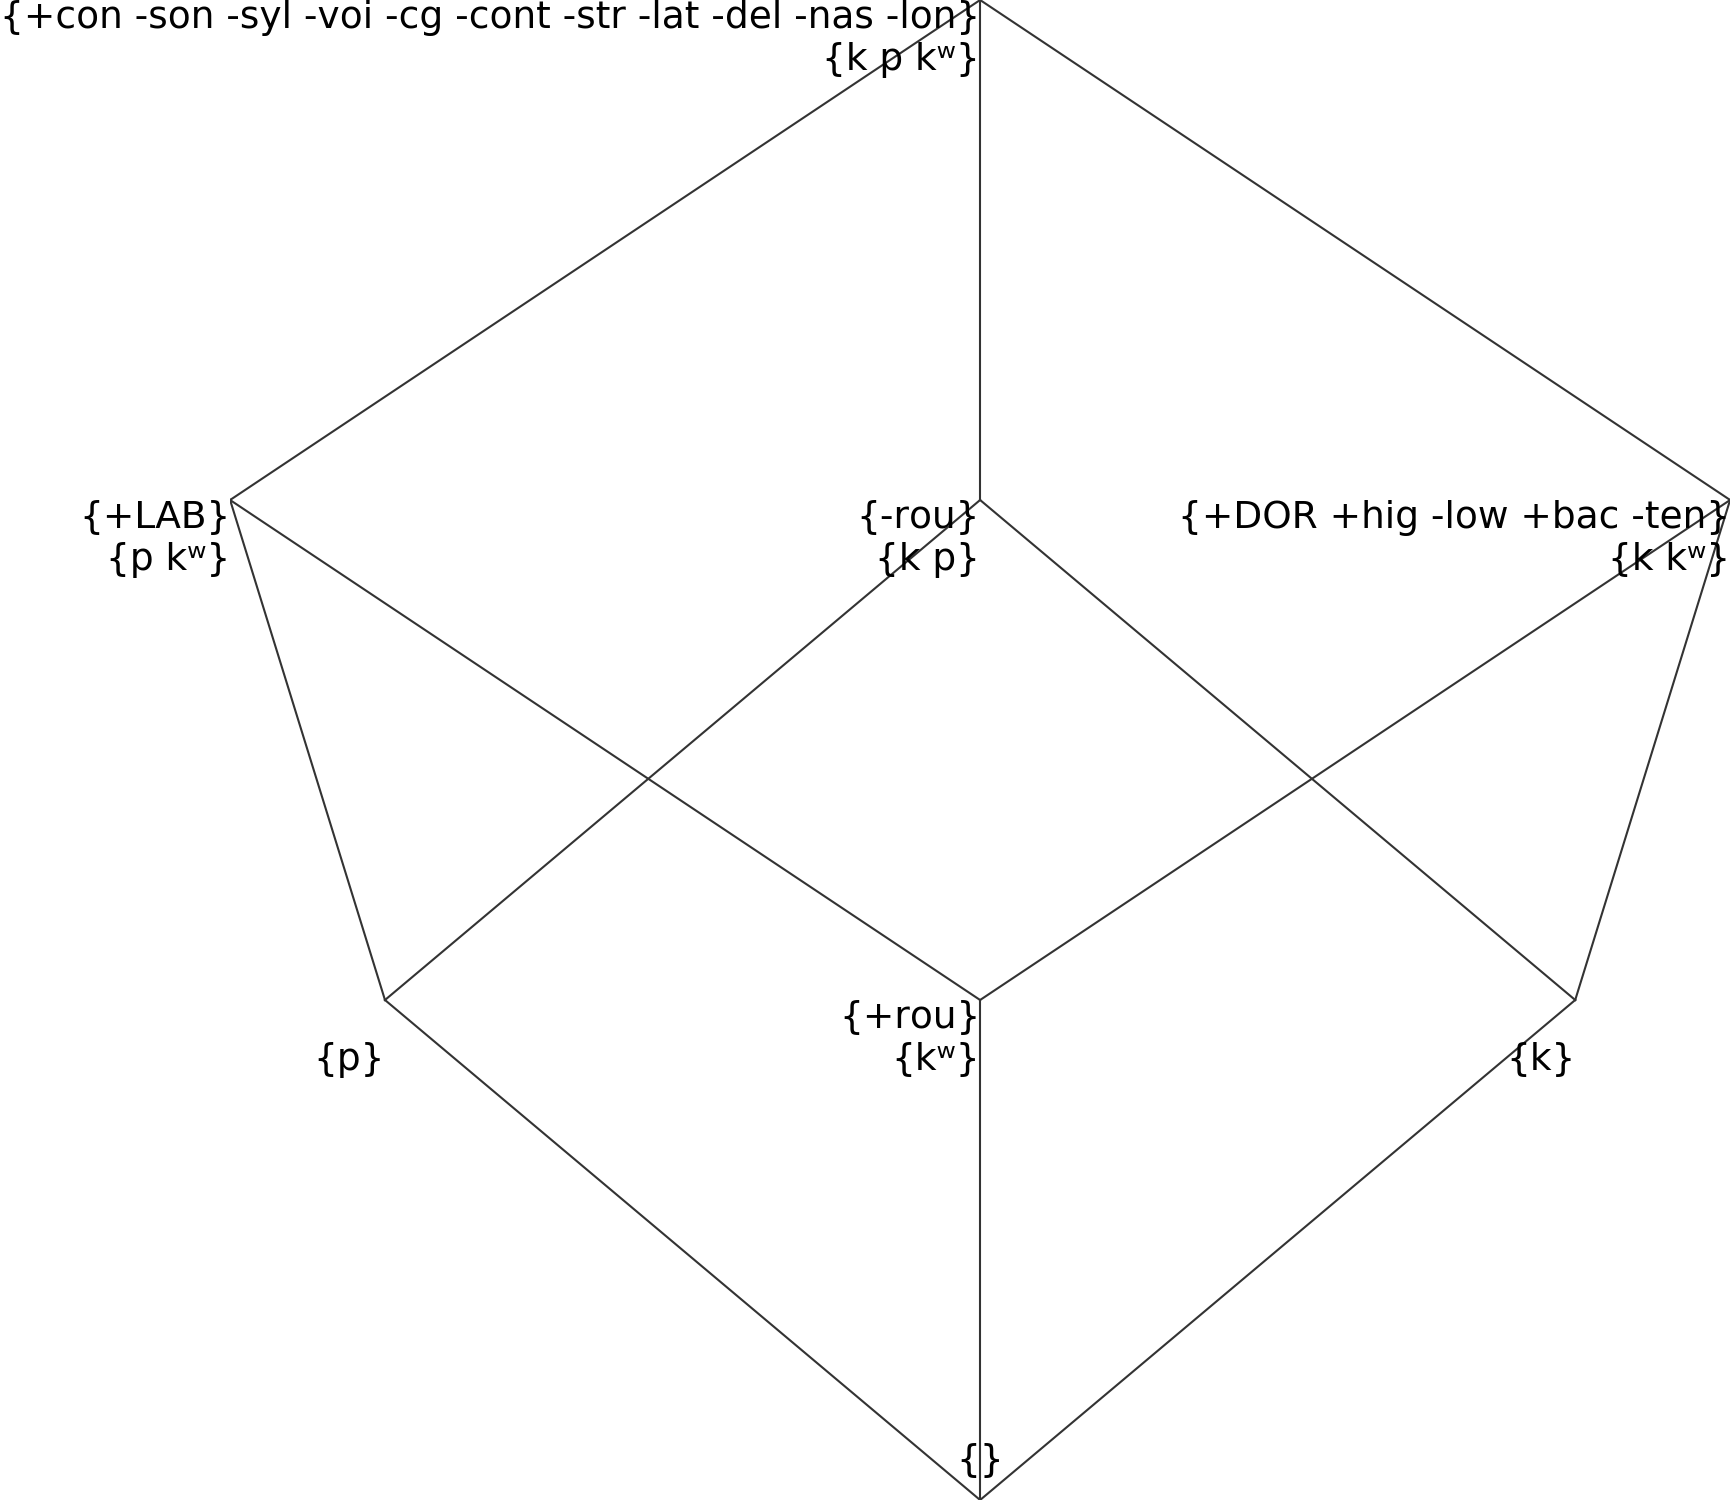 {+con -son -syl -voi -cg -cont -str -lat -del -nas -lon}
{k p kʷ}
{+LAB}
{p kʷ}
{-rou}
{k p}
{+DOR +hig -low +bac -ten}
{k kʷ}
{p}
{+rou}
{kʷ}
{k}
{}